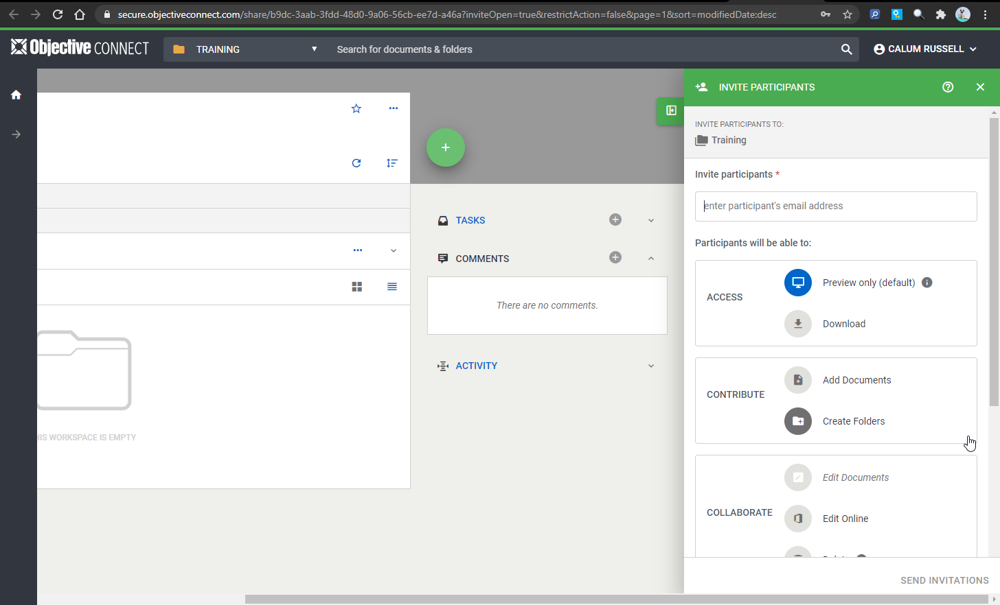 secure.objectiveconnect.com/share/b9dc-3aab-3fdd-48d0-9a06-56cb-ee7d-a46a?inviteOpen=true&restrictAction=false&page=1&sort=modifiedDate:desc
Objective CONNECT
TRAINING
Search for documents & folders
CALUM RUSSELL
INVITE PARTICIPANTS
INVITE PARTICIPANTS TO:
Training
Invite participants *
enter participant's email address
Participants will be able to:
ACCESS
Preview only (default)
Download
CONTRIBUTE
Add Documents
Create Folders
COLLABORATE
Edit Documents
Edit Online
SEND INVITATIONS
TASKS
COMMENTS
There are no comments.
ACTIVITY
HIS WORKSPACE IS EMPTY